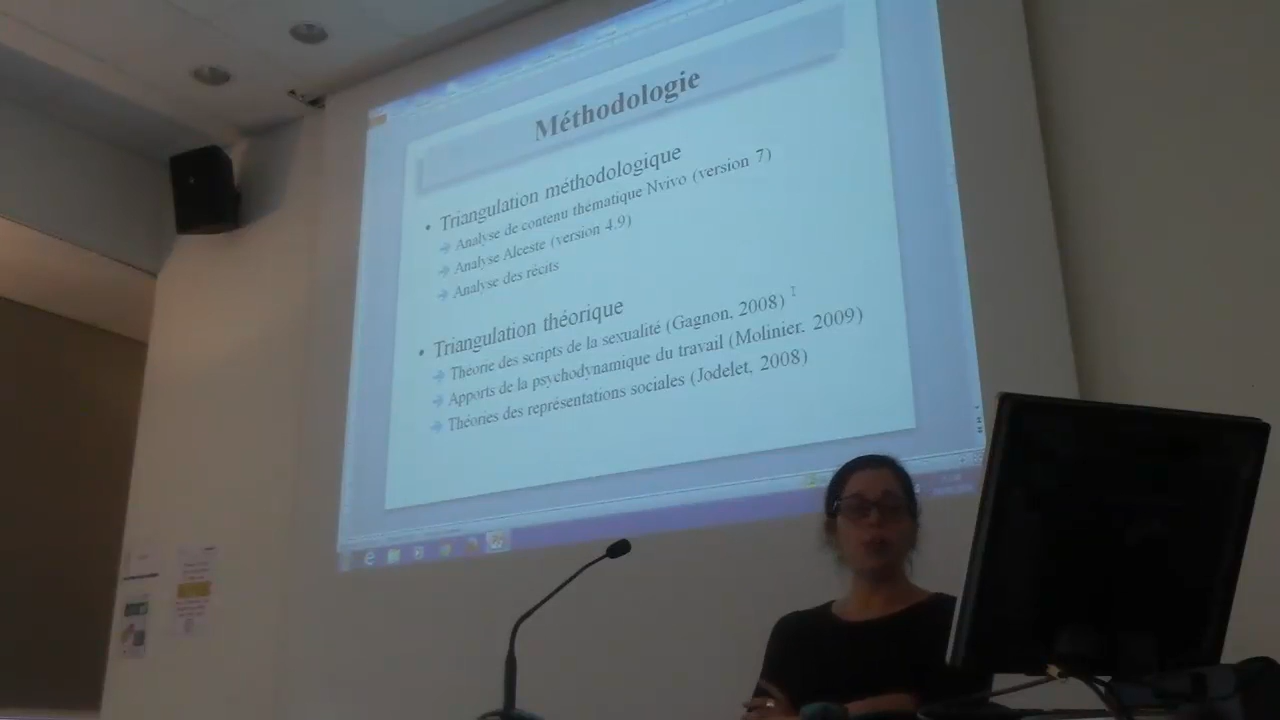 Méthodologie
• Triangulation méthodologique
Analyse de contenu thématique Nvivo (version 7)
Analyse Alceste (version 4.9)
Analyse des récits
• Triangulation théorique
Théorie des scripts de la sexualité (Gagnon, 2008)
Apports de la psychodynamique du travail (Molinier, 2009)
Théories des représentations sociales (Jodelet, 2008)